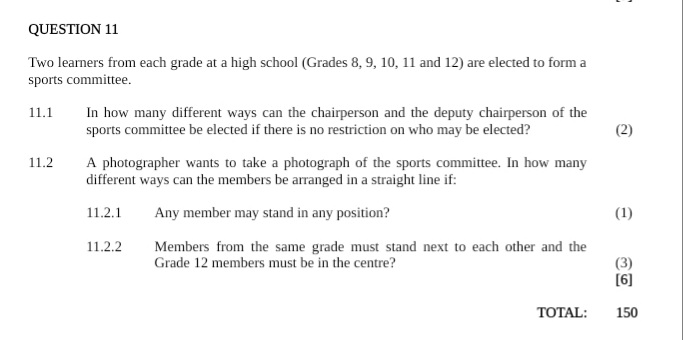 QUESTION 11
Two learners from each grade at a high school (Grades 8, 9, 10, 11 and 12) are elected to form a
sports committee.
11.1 In how many different ways can the chairperson and the deputy chairperson of the
sports committee be elected if there is no restriction on who may be elected? (2)
11.2 A photographer wants to take a photograph of the sports committee. In how many
different ways can the members be arranged in a straight line if:
11.2.1 Any member may stand in any position? (1)
11.2.2 Members from the same grade must stand next to each other and the
Grade 12 members must be in the centre? (3)
[6]
TOTAL: 150